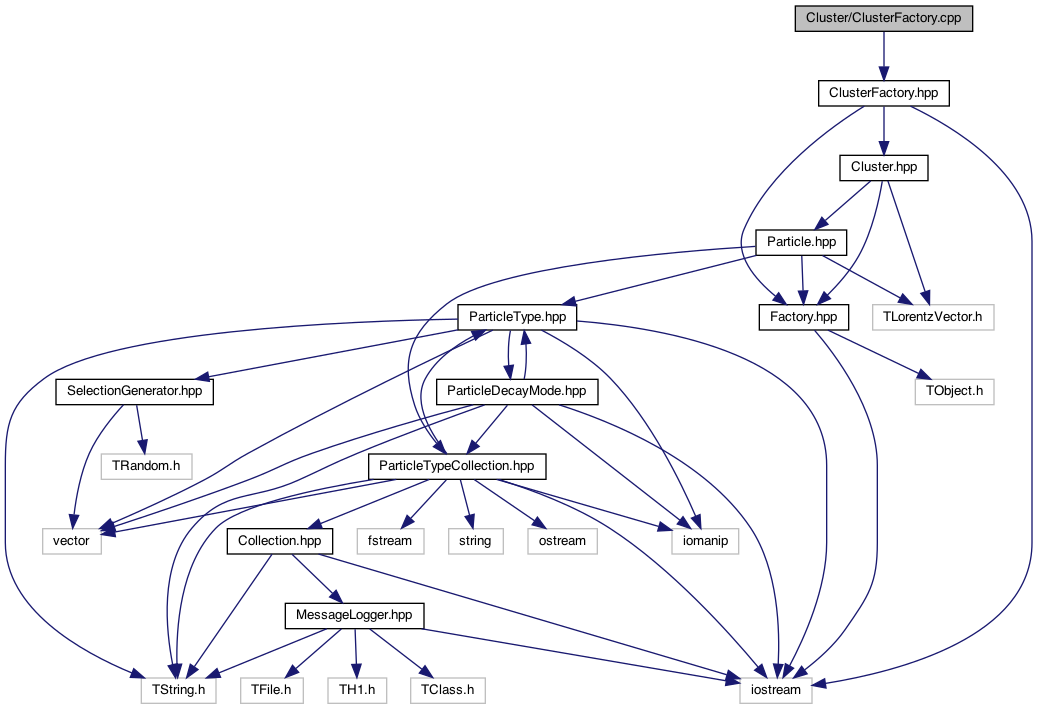 Cluster/ClusterFactory.cpp
ClusterFactory.hpp
Cluster.hpp
Particle.hpp
ParticleType.hpp
Factory.hpp
TLorentzVector.h
SelectionGenerator.hpp
ParticleDecayMode.hpp
TObject.h
TRandom.h
ParticleTypeCollection.hpp
vector
Collection.hpp
fstream
string
ostream
iomanip
MessageLogger.hpp
TString.h
TFile.h
TH1.h
TClass.h
iostream